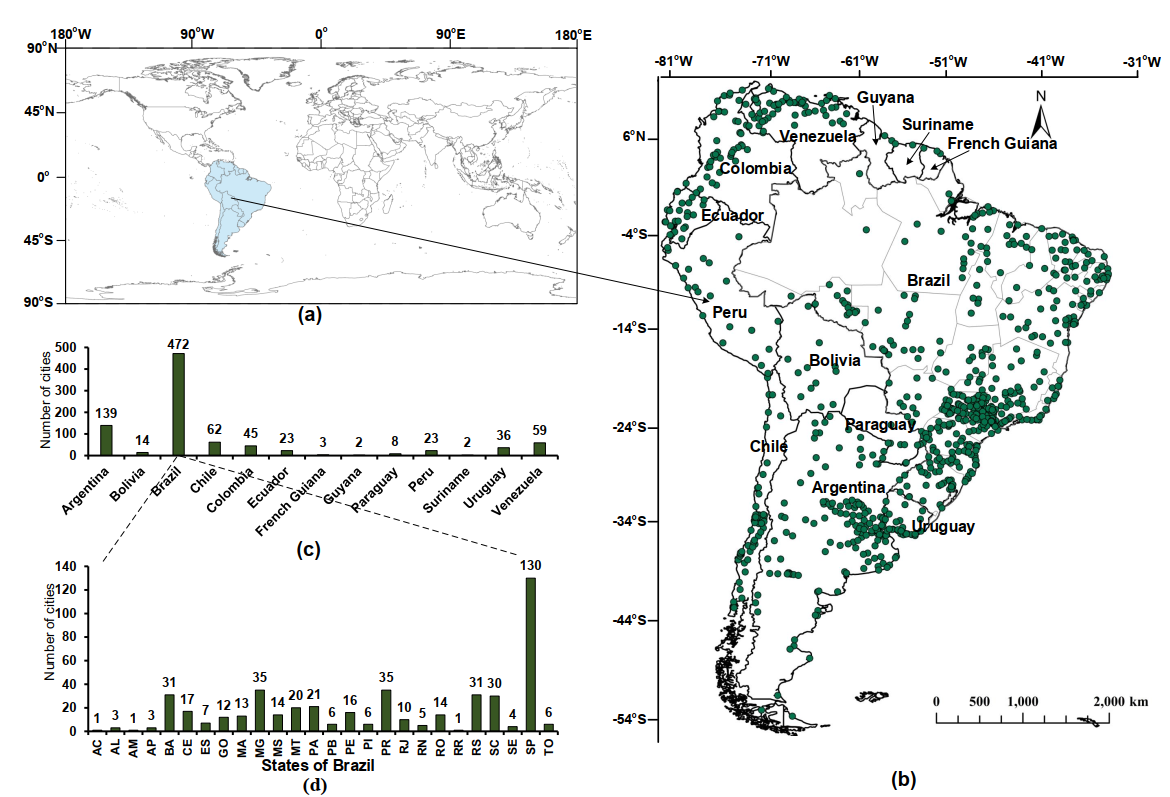 180°W 90°W 0° 90°E 180°E
90°N
45°N
0°
45°S
90°S
(a)
-81°W -71°W -61°W -51°W -41°W -31°W
6°N
-4°S
-14°S
-24°S
-34°S
-44°S
-54°S
N
Guyana
Suriname
French Guiana
Venezuela
Colombia
Ecuador
Brazil
Peru
Bolivia
Paraguay
Chile
Argentina
Uruguay
0 500 1,000 2,000 km
(b)
Number of cities
500
400
300
200
100
0
139 14 472 62 45 23 3 2 8 23 2 36 59
Argentina Bolivia Brazil Chile Colombia Ecuador French Guiana Guyana Paraguay Peru Suriname Uruguay Venezuela
(c)
Number of cities
140
120
100
80
60
40
20
0
1 3 1 3 31 17 7 12 13 35 14 20 21 6 16 6 35 10 5 14 1 31 30 4 130 6
AC AL AM AP BA CE ES GO MA MG MS MT PA PB PE PI PR RJ RN RO RR RS SC SE SP TO
States of Brazil
(d)